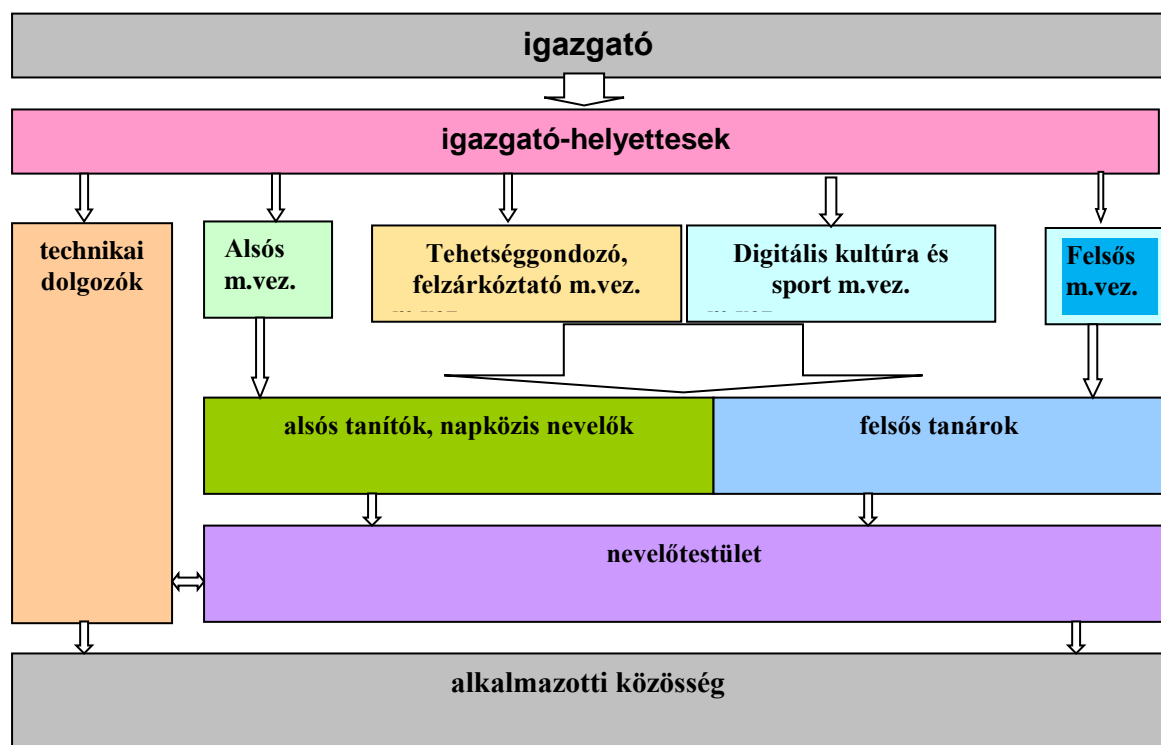 igazgató
igazgató-helyettesek
technikai
dolgozók
Alsós
m.vez.
Tehetséggondozó,
felzárkóztató m.vez.
Digitális kultúra és
sport m.vez.
Felsős
m.vez.
alsós tanítók, napközis nevelők
felsős tanárok
nevelőtestület
alkalmazotti közösség